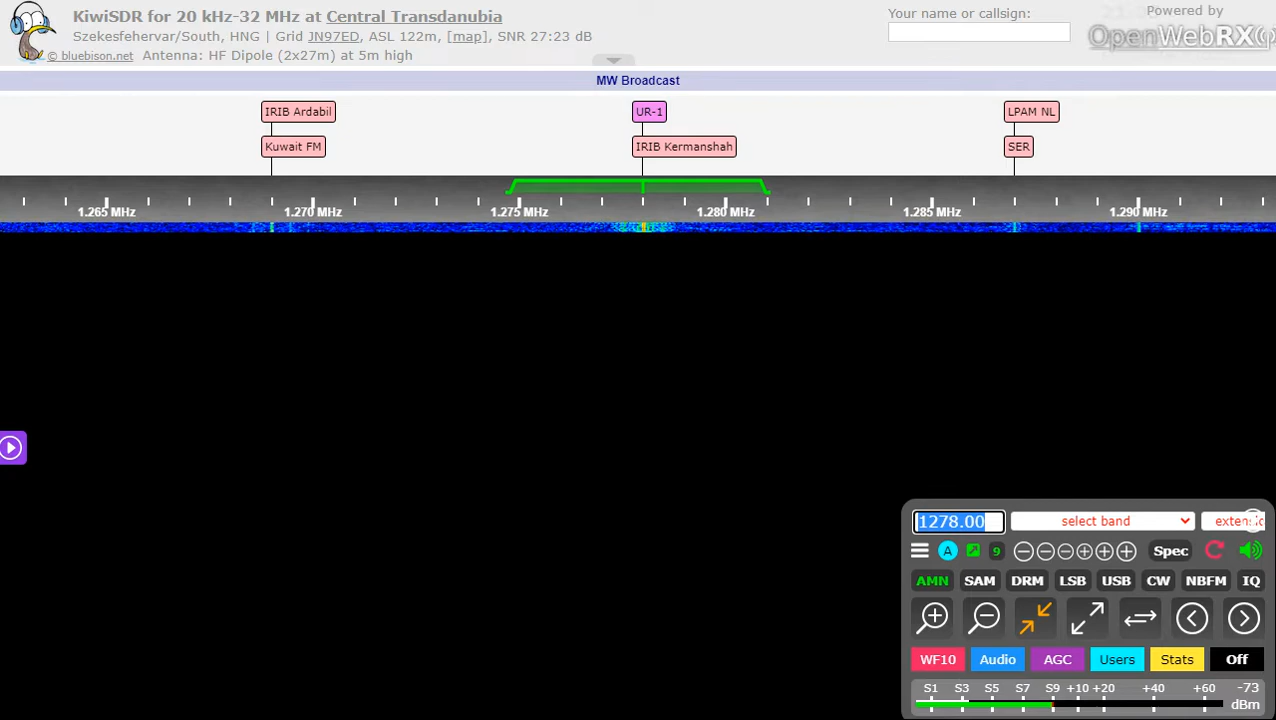 KiwiSDR for 20 kHz-32 MHz at Central Transdanubia
Szekesfehervar/South, HNG | Grid JN97ED, ASL 122m, [map], SNR 27:23 dB
© bluebison.net Antenna: HF Dipole (2x27m) at 5m high
Your name or callsign:
Powered by
OpenWebRX
MW Broadcast
IRIB Ardabil UR-1 LPAM NL
Kuwait FM IRIB Kermanshah SER
1.265 MHz 1.270 MHz 1.275 MHz 1.280 MHz 1.285 MHz 1.290 MHz
1278.00 select band
A 9 Spec
AMN SAM DRM LSB USB CW NBFM IQ
WF10 Audio AGC Users Stats Off
S1 S3 S5 S7 S9 +10 +20 +40 +60 -73
dBm